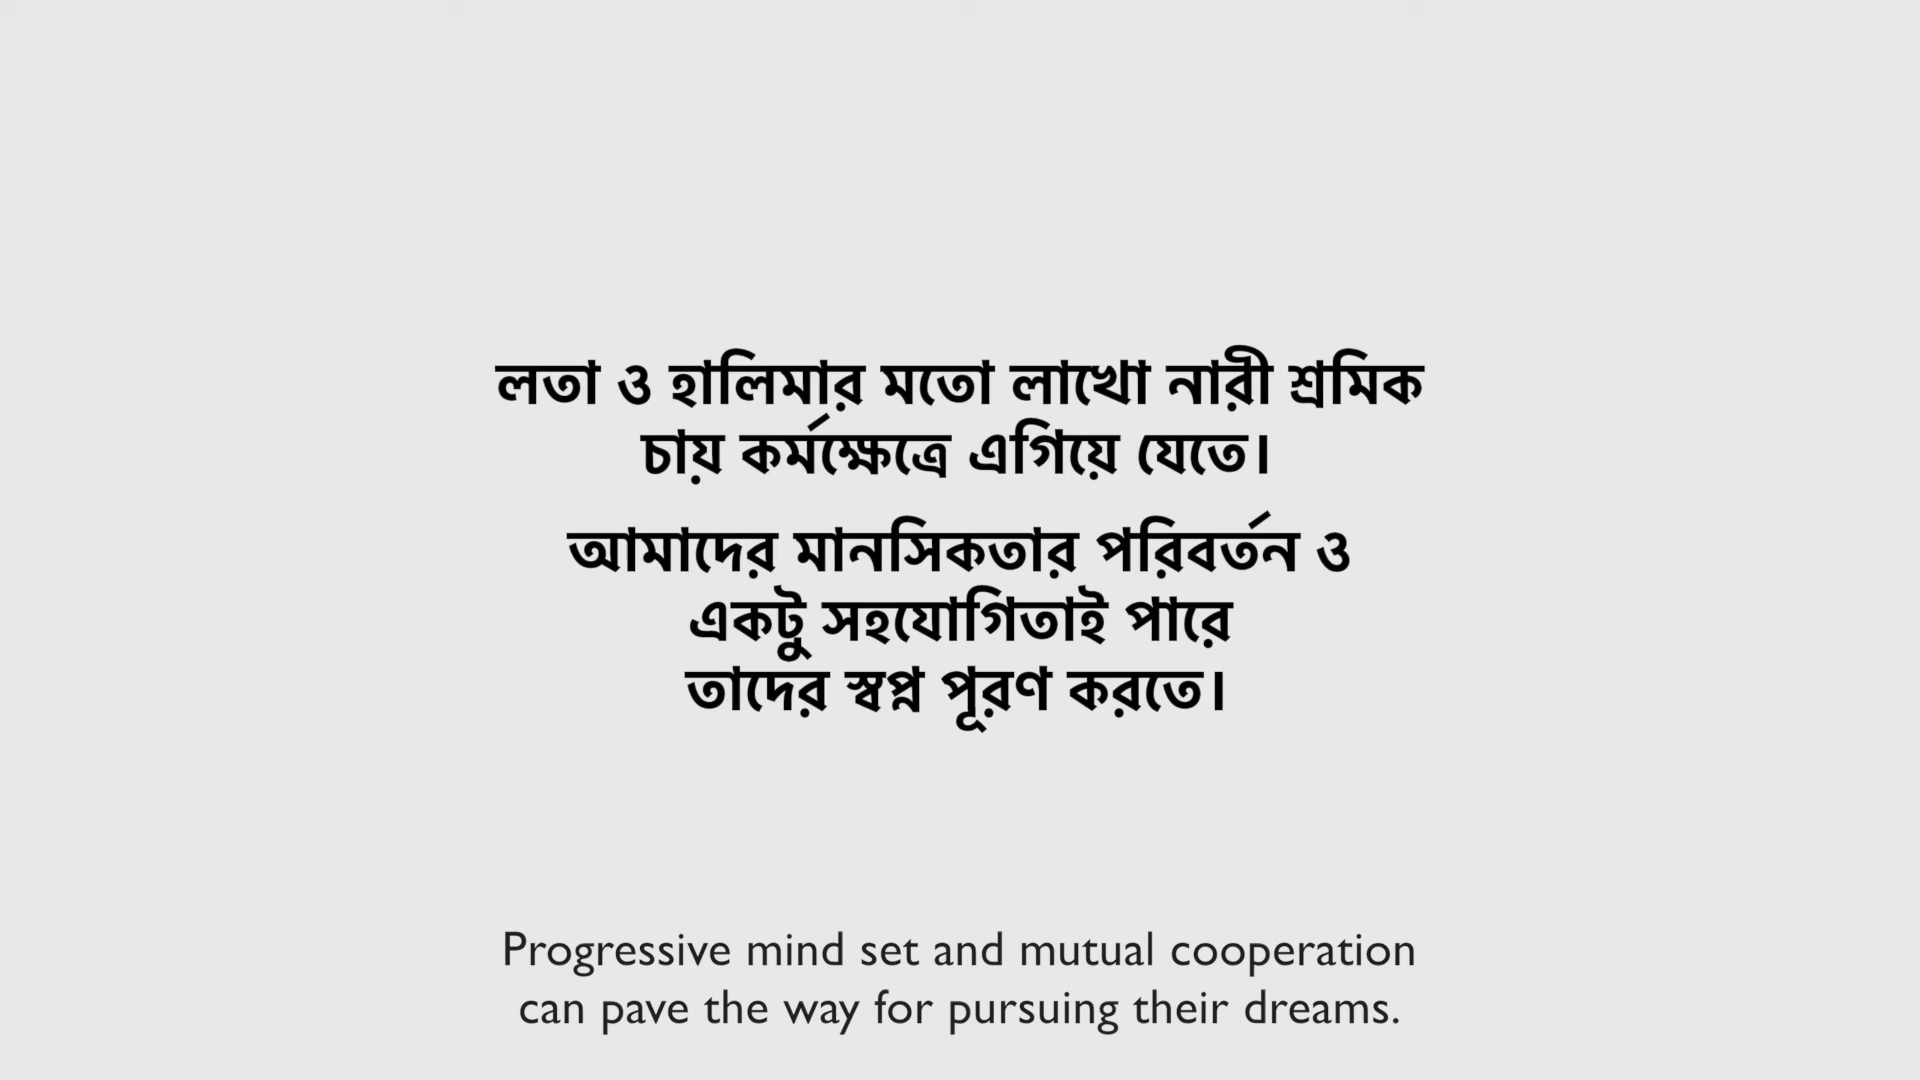 লতা ও হালিমার মতো লাখো নারী শ্রমিক
চায় কর্মক্ষেত্রে এগিয়ে যেতে।
আমাদের মানসিকতার পরিবর্তন ও
একটু সহযোগিতাই পারে
তাদের স্বপ্ন পূরণ করতে।
Progressive mind set and mutual cooperation
can pave the way for pursuing their dreams.